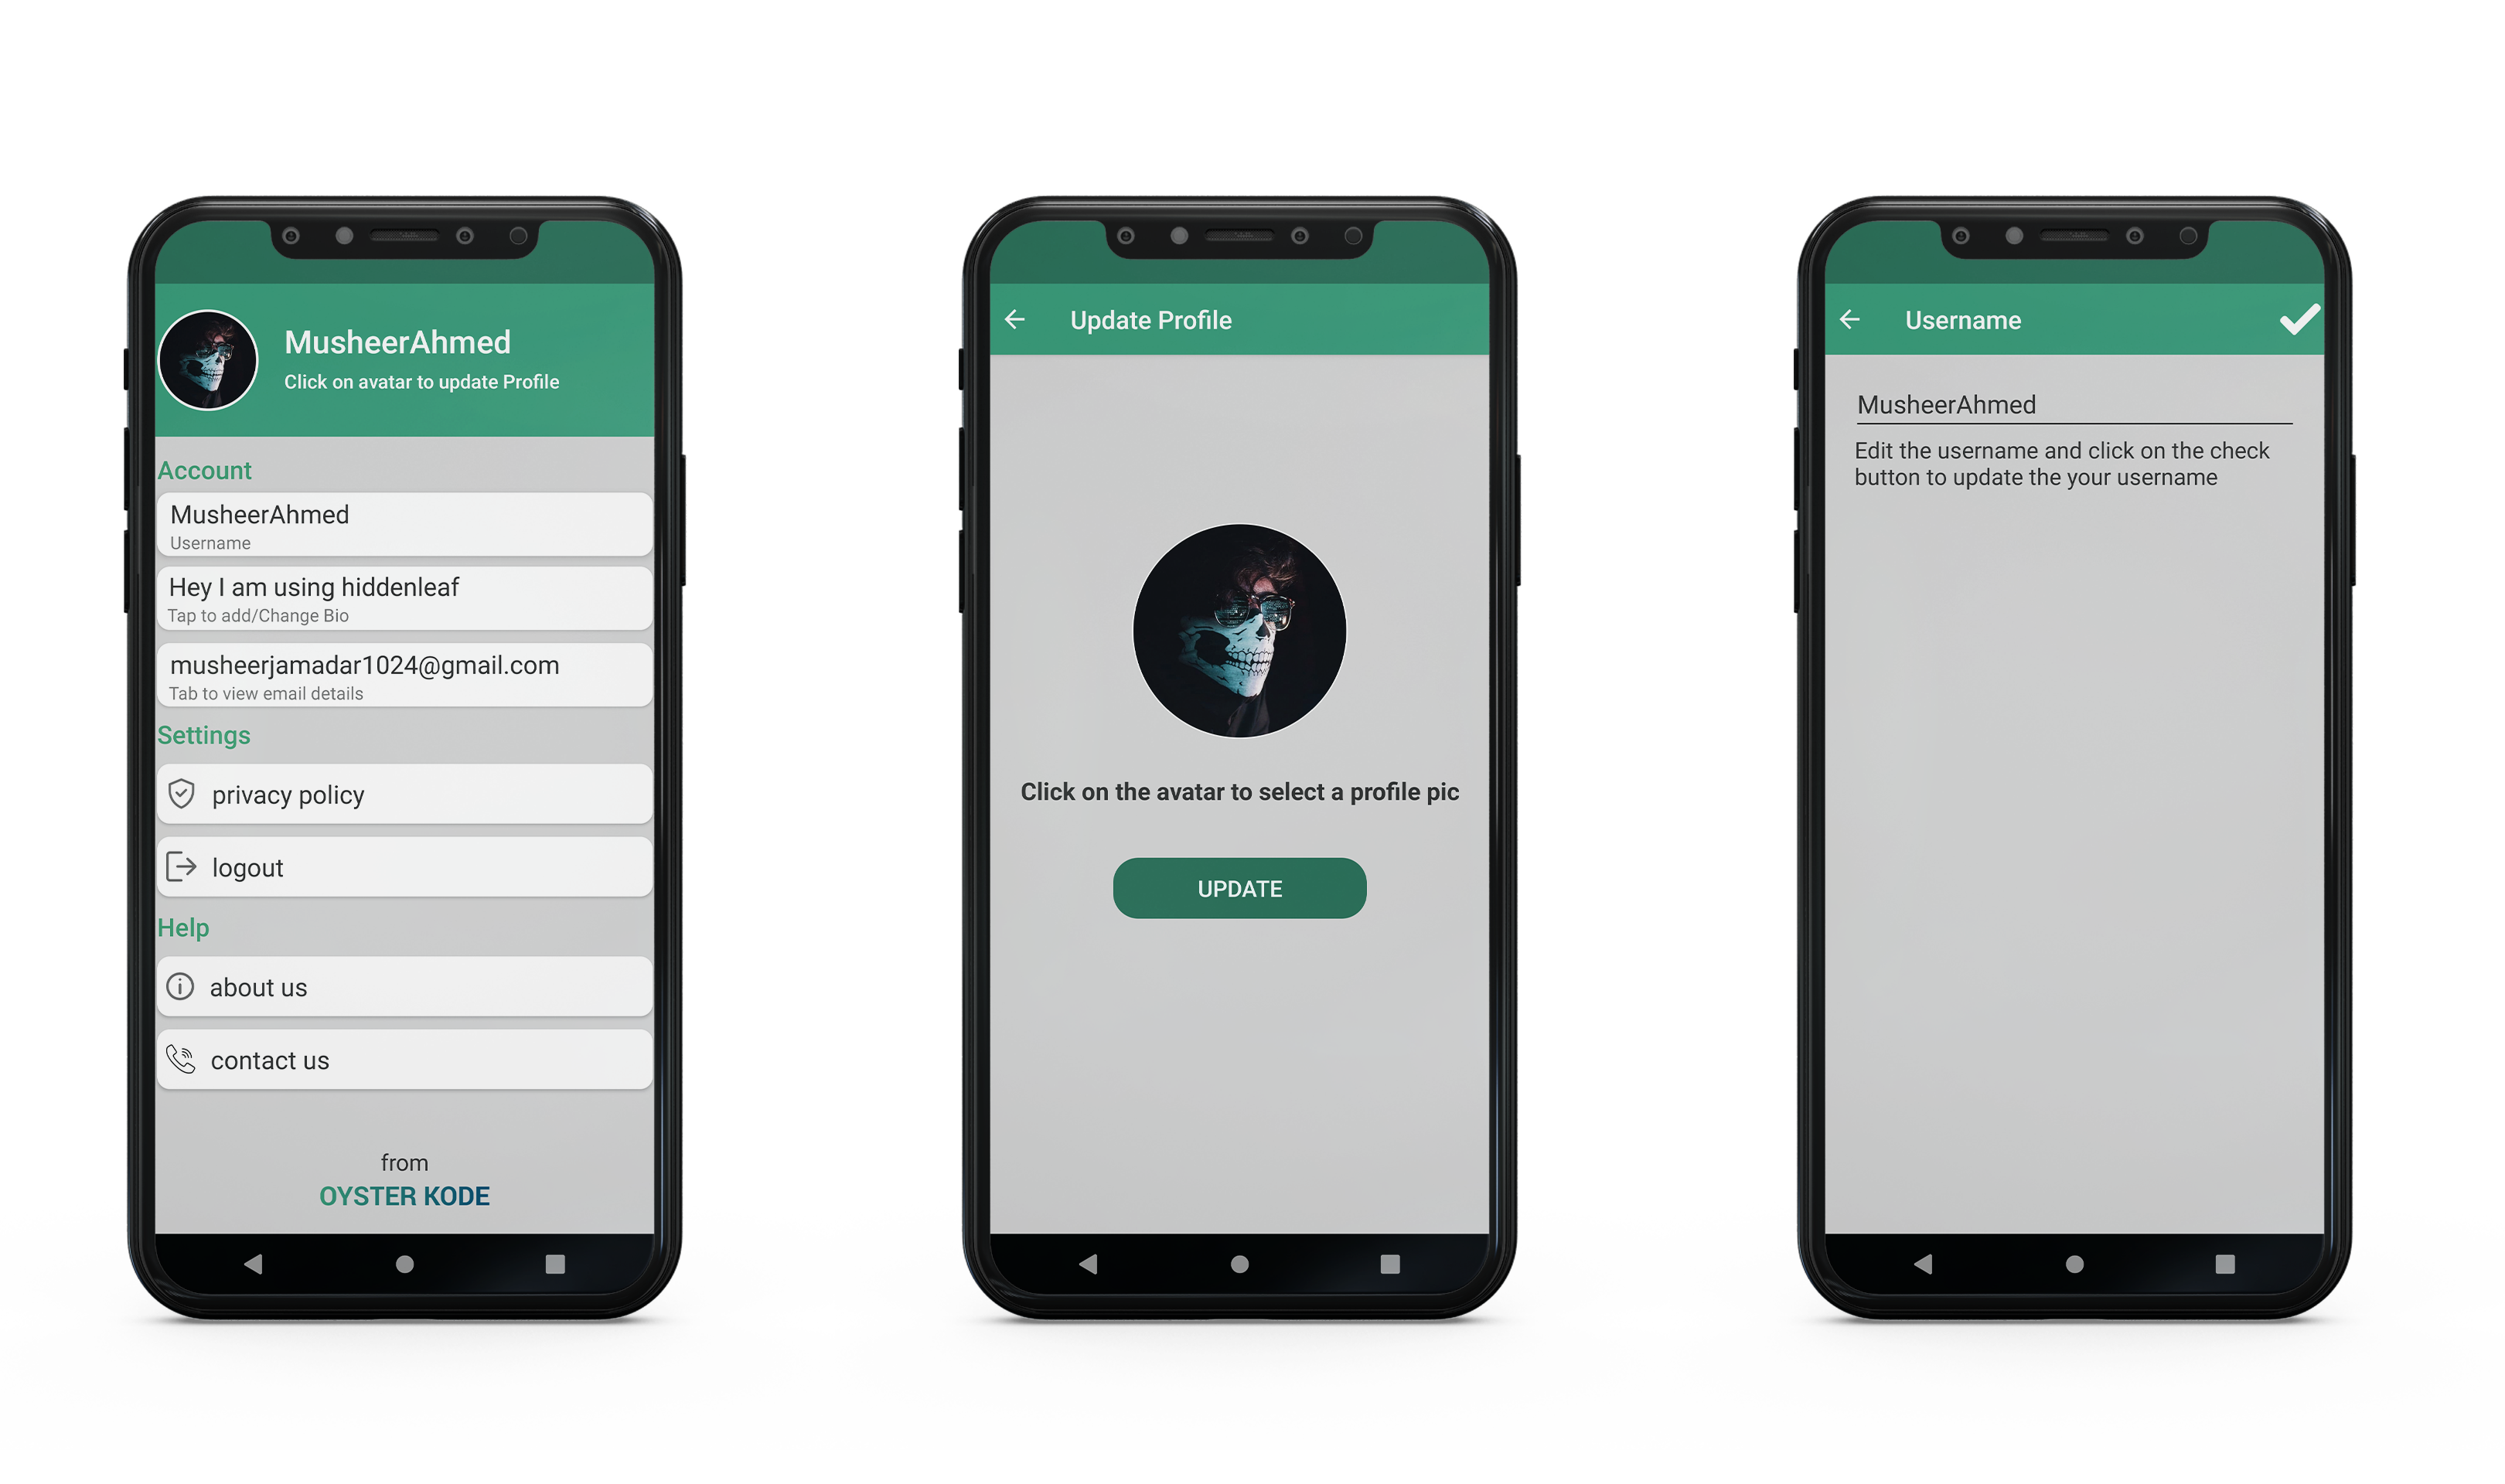 MusheerAhmed
Click on avatar to update Profile
Account
MusheerAhmed
Username
Hey I am using hiddenleaf
Tap to add/Change Bio
musheerjamadar1024@gmail.com
Tab to view email details
Settings
privacy policy
logout
Help
about us
contact us
from
OYSTER KODE
Update Profile
Click on the avatar to select a profile pic
UPDATE
Username
MusheerAhmed
Edit the username and click on the check
button to update the your username